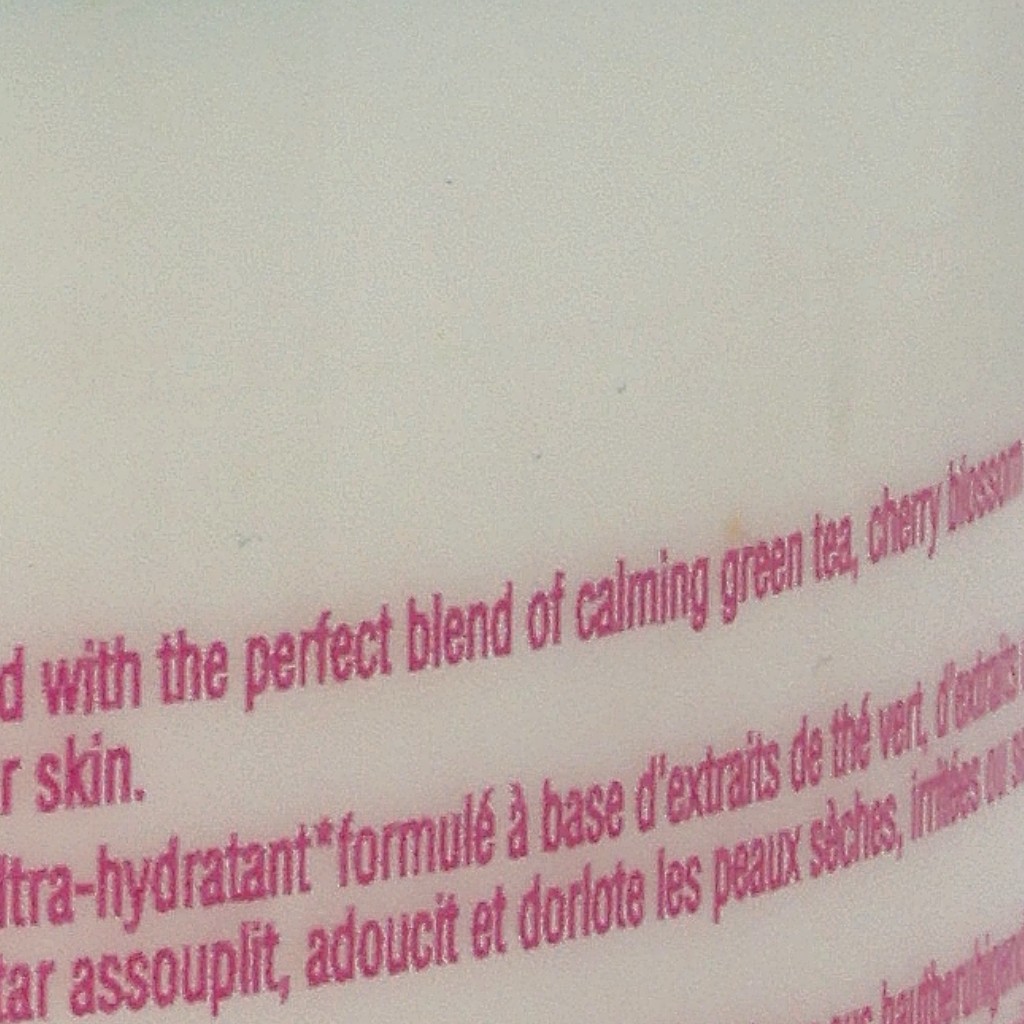 d with the perfect blend of calming green tea, cherry blossom
r skin.
ltra-hydratant*formulé à base d'extraits de thé vert, d'extraits
tar assouplit, adoucit et dorlote les peaux sèches, irritées ou